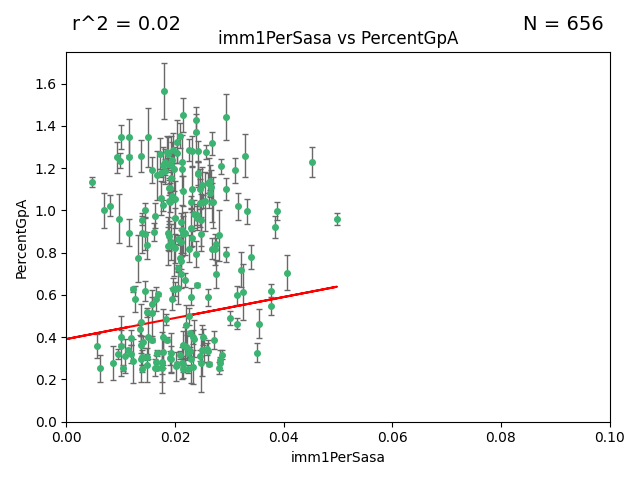 r^2 = 0.02
N = 656
imm1PerSasa vs PercentGpA
PercentGpA
1.6
1.4
1.2
1.0
0.8
0.6
0.4
0.2
0.0
0.00 0.02 0.04 0.06 0.08 0.10
imm1PerSasa